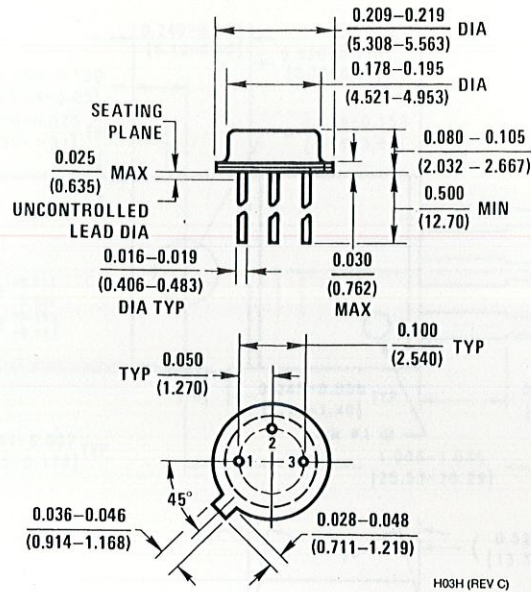 0.209–0.219 DIA
(5.308–5.563)
0.178–0.195 DIA
(4.521–4.953)
SEATING
PLANE
0.080 - 0.105
(2.032 – 2.667)
0.025 MAX
(0.635)
0.500 MIN
(12.70)
UNCONTROLLED
LEAD DIA
0.016–0.019
(0.406-0.483)
DIA TYP
0.030
(0.762)
MAX
0.100 TYP
(2.540)
TYP 0.050
(1.270)
2
1
3
45°
0.036-0.046
(0.914-1.168)
0.028-0.048
(0.711-1.219)
H03H (REV C)